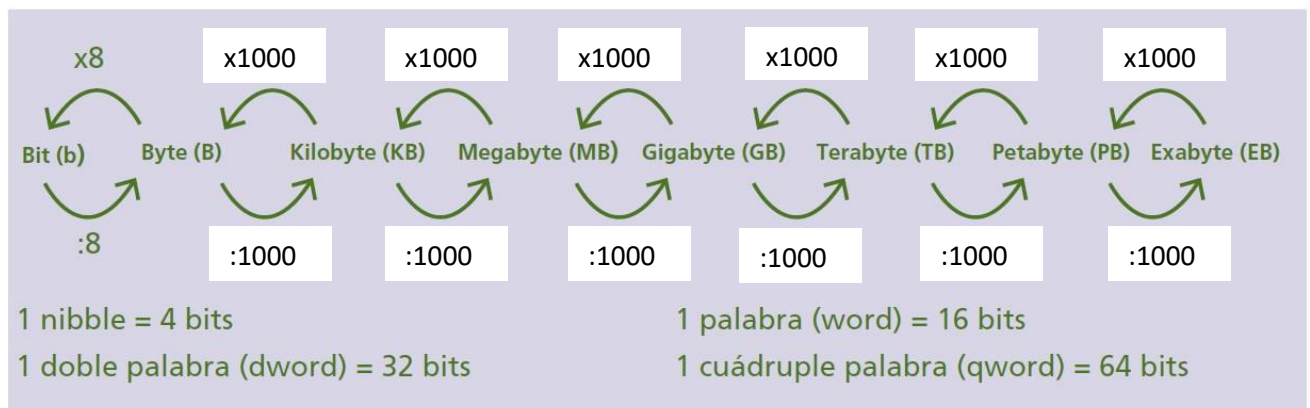 x8 x1000 x1000 x1000 x1000 x1000 x1000
Bit (b) Byte (B) Kilobyte (KB) Megabyte (MB) Gigabyte (GB) Terabyte (TB) Petabyte (PB) Exabyte (EB)
:8 :1000 :1000 :1000 :1000 :1000 :1000
1 nibble = 4 bits
1 palabra (word) = 16 bits
1 doble palabra (dword) = 32 bits
1 cuádruple palabra (qword) = 64 bits